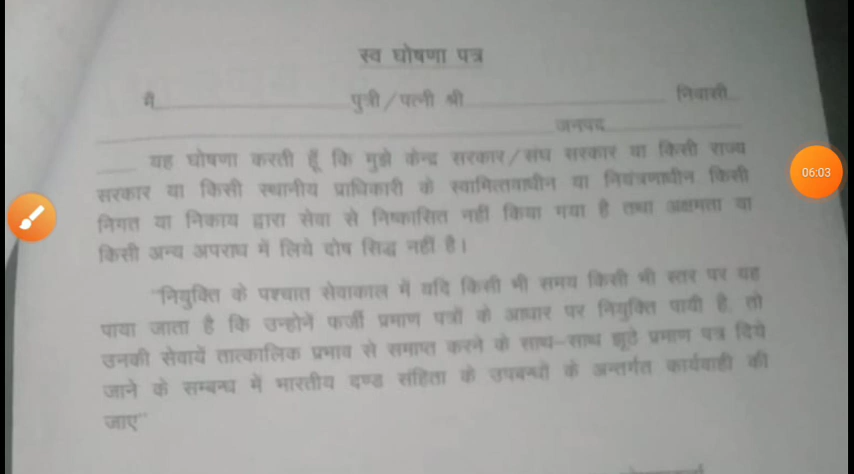 स्व घोषणा पत्र
मैं पुत्री/पत्नी श्री निवासी
जनपद
यह घोषणा करती हूँ कि मुझे केन्द्र सरकार/संघ सरकार या किसी राज्य
सरकार या किसी स्थानीय प्राधिकारी के स्वामित्तवाधीन या नियंत्रणाधीन किसी
निगत या निकाय द्वारा सेवा से निष्कासित नहीं किया गया है तथा अक्षमता या
किसी अन्य अपराध में लिये दोष सिद्ध नहीं है।
"नियुक्ति के पश्चात सेवाकाल में यदि किसी भी समय किसी भी स्तर पर यह
पाया जाता है कि उन्होनें फर्जी प्रमाण पत्रों के आधार पर नियुक्ति पायी है, तो
उनकी सेवायें तात्कालिक प्रभाव से समाप्त करने के साथ-साथ झूठे प्रमाण पत्र दिये
जाने के सम्बन्ध में भारतीय दण्ड संहिता के उपबन्धों के अन्तर्गत कार्यवाही की
जाए"
06:03